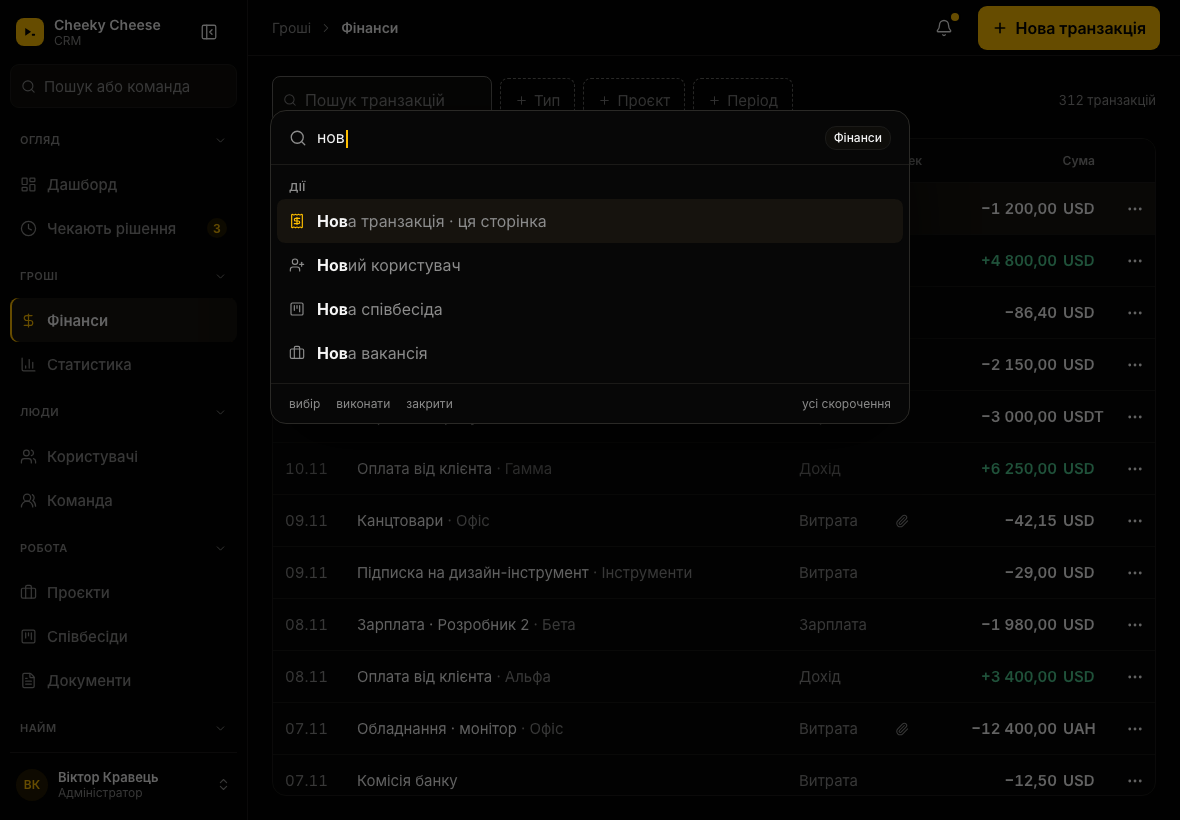 Cheeky Cheese
CRM
Пошук або команда
ОГЛЯД
Дашборд
Чекають рішення 3
ГРОШІ
Фінанси
Статистика
ЛЮДИ
Користувачі
Команда
РОБОТА
Проєкти
Співбесіди
Документи
НАЙМ
ВК
Віктор Кравець
Адміністратор
Гроші > Фінанси
+ Нова транзакція
Пошук транзакцій
+ Тип
+ Проєкт
+ Період
312 транзакцій
нов
Фінанси
дії
Нова транзакція · ця сторінка
Новий користувач
Нова співбесіда
Нова вакансія
вибір виконати закрити усі скорочення
Сума
−1 200,00 USD
+4 800,00 USD
−86,40 USD
−2 150,00 USD
−3 000,00 USDT
10.11 Оплата від клієнта · Гамма Дохід +6 250,00 USD
09.11 Канцтовари · Офіс Витрата −42,15 USD
09.11 Підписка на дизайн-інструмент · Інструменти Витрата −29,00 USD
08.11 Зарплата · Розробник 2 · Бета Зарплата −1 980,00 USD
08.11 Оплата від клієнта · Альфа Дохід +3 400,00 USD
07.11 Обладнання · монітор · Офіс Витрата −12 400,00 UAH
07.11 Комісія банку Витрата −12,50 USD